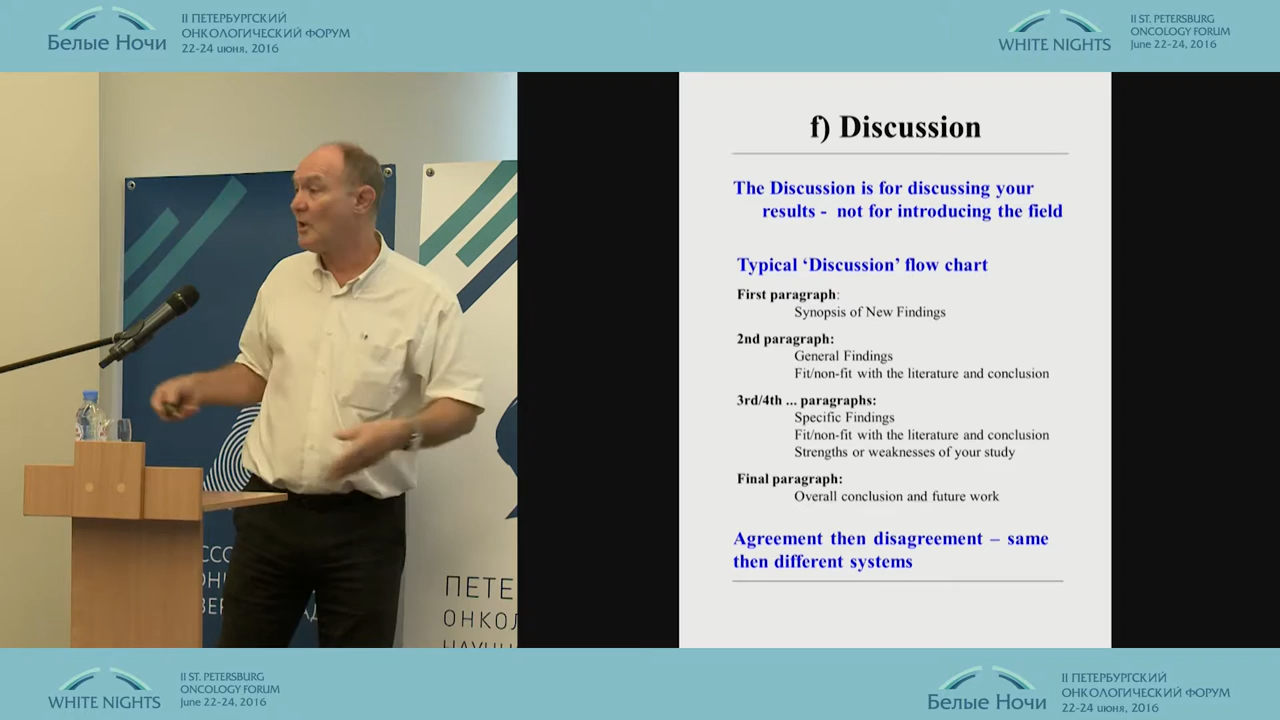 Белые Ночи
II ПЕТЕРБУРГСКИЙ
ОНКОЛОГИЧЕСКИЙ ФОРУМ
22-24 июня, 2016
WHITE NIGHTS
II ST. PETERSBURG
ONCOLOGY FORUM
June 22-24, 2016
f) Discussion
The Discussion is for discussing your
results - not for introducing the field
Typical ‘Discussion’ flow chart
First paragraph:
Synopsis of New Findings
2nd paragraph:
General Findings
Fit/non-fit with the literature and conclusion
3rd/4th ... paragraphs:
Specific Findings
Fit/non-fit with the literature and conclusion
Strengths or weaknesses of your study
Final paragraph:
Overall conclusion and future work
Agreement then disagreement – same
then different systems
ПЕТЕ
ОНКОЛ
WHITE NIGHTS
II ST. PETERSBURG
ONCOLOGY FORUM
June 22-24, 2016
Белые Ночи
II ПЕТЕРБУРГСКИЙ
ОНКОЛОГИЧЕСКИЙ ФОРУМ
22-24 июня, 2016